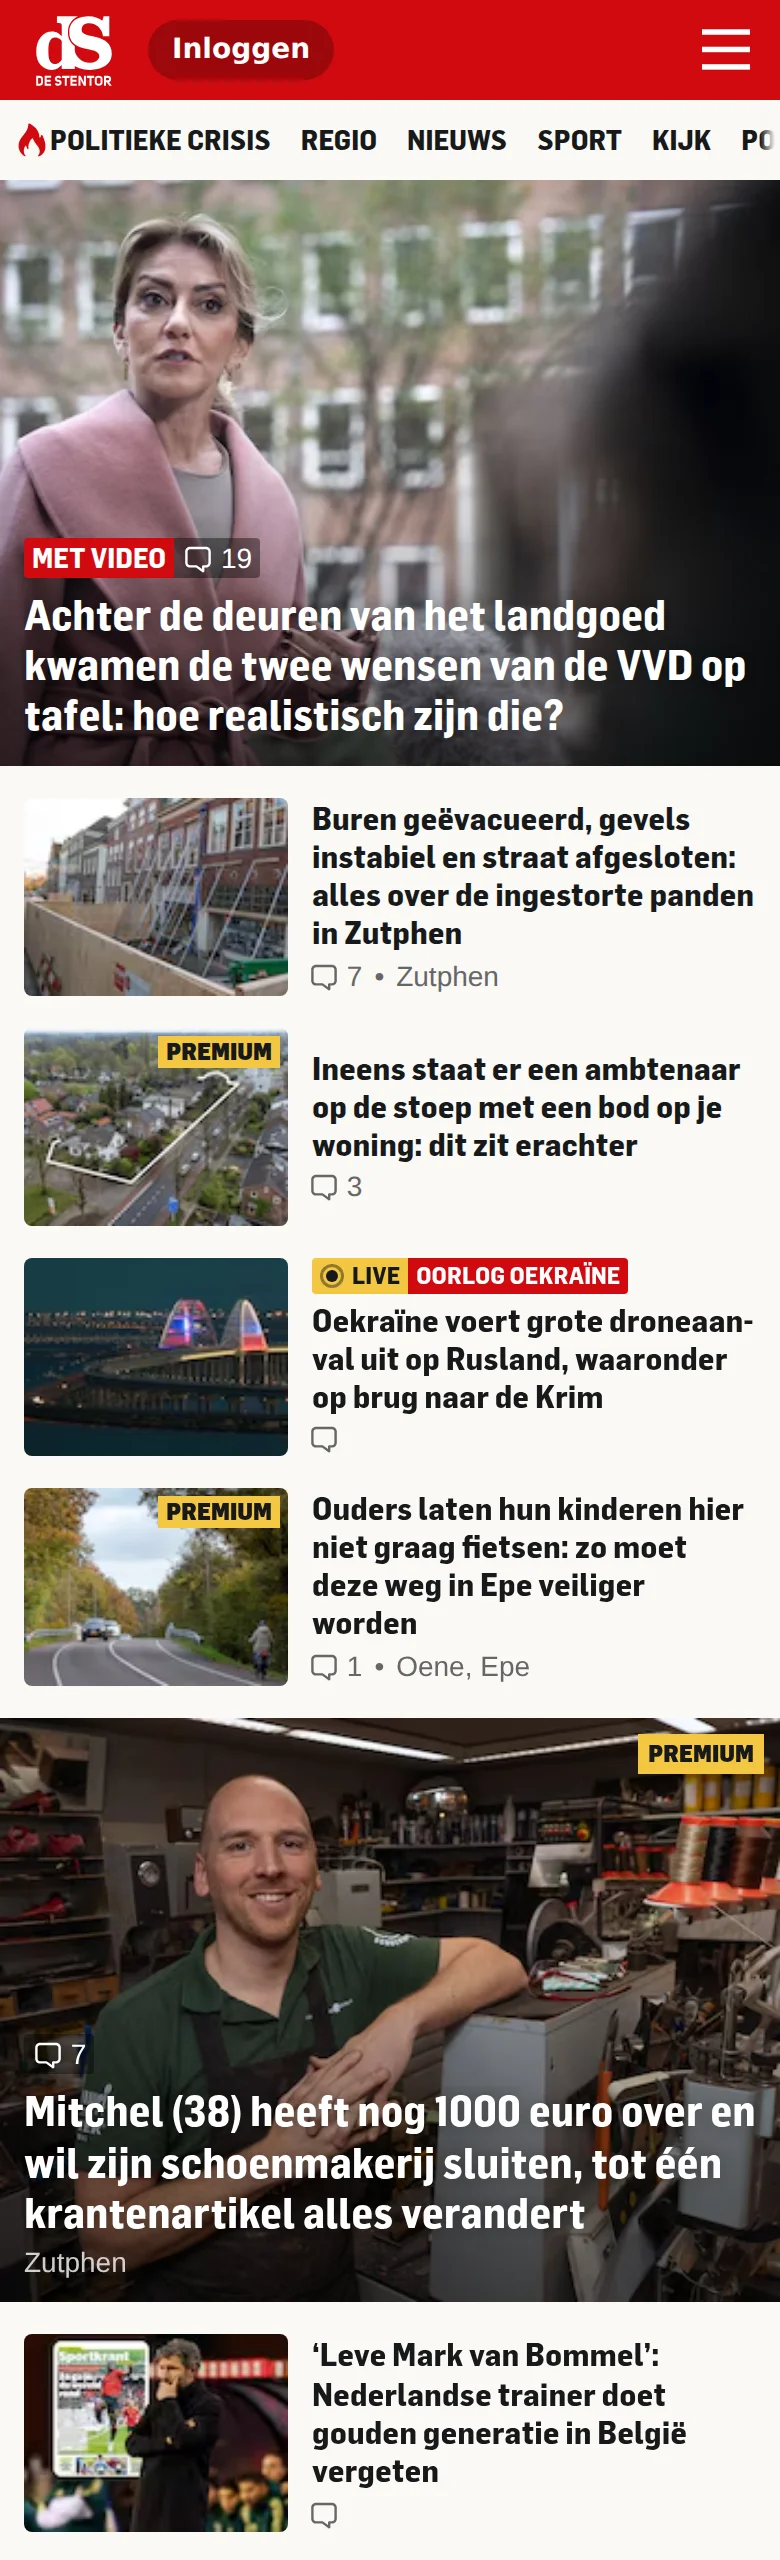 dS
DE STENTOR
Inloggen
POLITIEKE CRISIS REGIO NIEUWS SPORT KIJK PO
MET VIDEO 19
Achter de deuren van het landgoed
kwamen de twee wensen van de VVD op
tafel: hoe realistisch zijn die?
Buren geëvacueerd, gevels
instabiel en straat afgesloten:
alles over de ingestorte panden
in Zutphen
7 • Zutphen
PREMIUM
Ineens staat er een ambtenaar
op de stoep met een bod op je
woning: dit zit erachter
3
LIVE OORLOG OEKRAÏNE
Oekraïne voert grote droneaan-
val uit op Rusland, waaronder
op brug naar de Krim
PREMIUM
Ouders laten hun kinderen hier
niet graag fietsen: zo moet
deze weg in Epe veiliger
worden
1 • Oene, Epe
PREMIUM
7
Mitchel (38) heeft nog 1000 euro over en
wil zijn schoenmakerij sluiten, tot één
krantenartikel alles verandert
Zutphen
Sportkrant
‘Leve Mark van Bommel’:
Nederlandse trainer doet
gouden generatie in België
vergeten